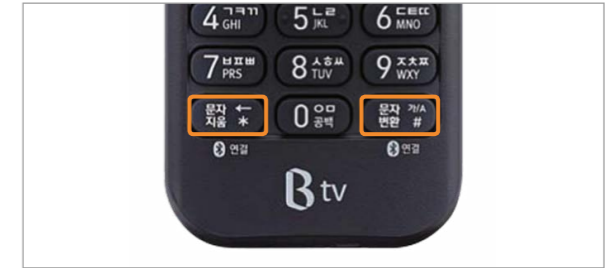 4 ㄱㅋㄲ GHI 5 ㄴㄹ JKL 6 ㄷㅌㄸ MNO
7 ㅂㅍㅃ PRS 8 ㅅㅎㅆ TUV 9 ㅈㅊㅉ WXY
문자 ← 0 ㅇㅁ 문자 가/A
지움 * 공백 변환 #
연결 연결
B tv